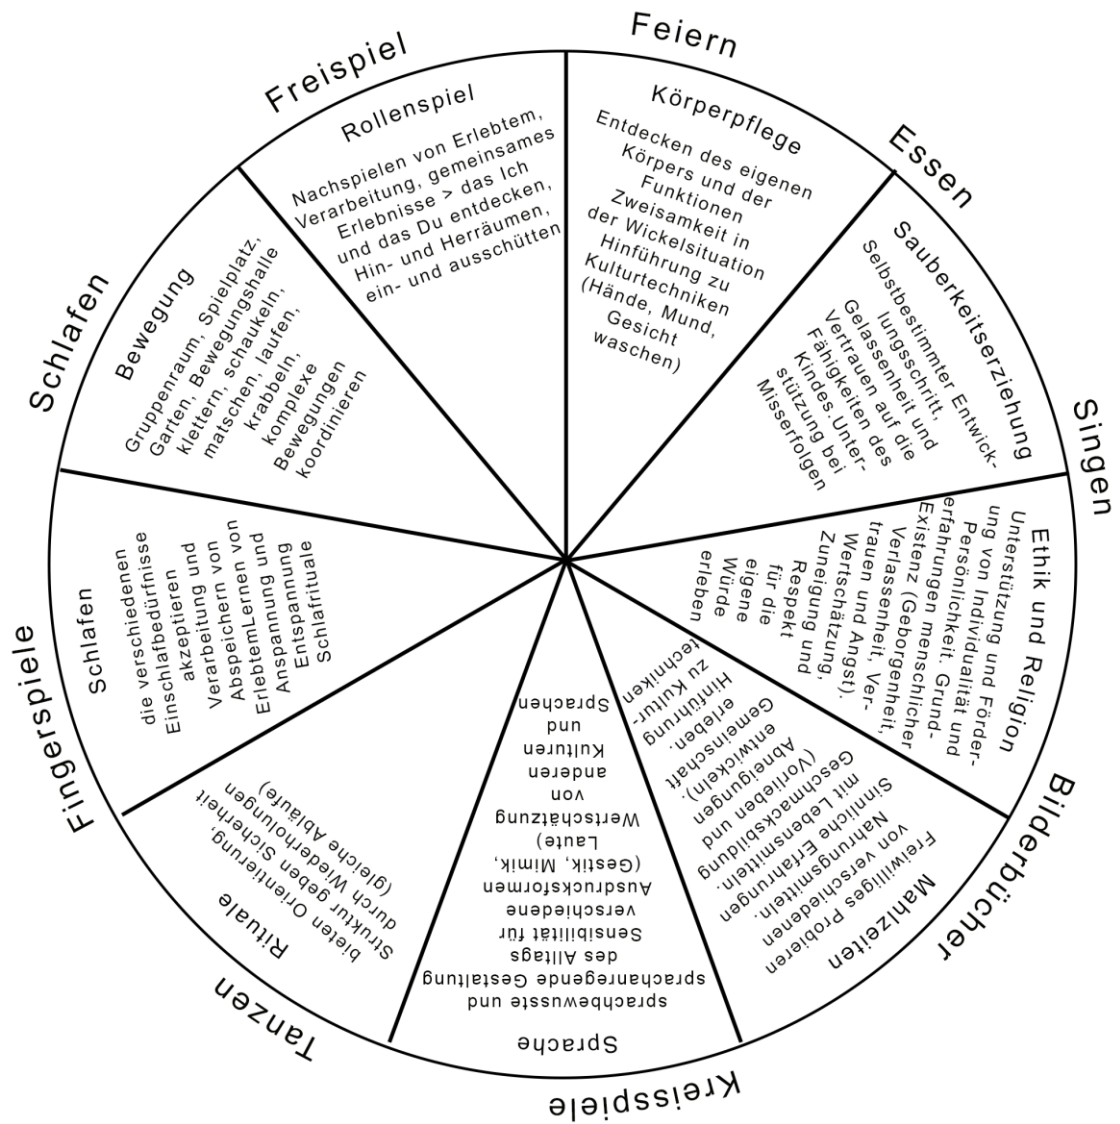 Feiern
Essen
Singen
Bilderbücher
Kreisspiele
Tanzen
Fingerspiele
Schlafen
Freispiel
Körperpflege
Entdecken des eigenen
Körpers und der
Funktionen
Zweisamkeit in
der Wickelsituation
Hinführung zu
Kulturtechniken
(Hände, Mund,
Gesicht
waschen)
Sauberkeitserziehung
Selbstbestimmter Entwick-
lungsschritt,
Gelassenheit und
Vertrauen auf die
Fähigkeiten des
Kindes,Unter-
stützung bei
Misserfolgen
Ethik und Religion
Unterstützung und Förder-
ung von Individualität und
Persönlichkeit. Grund-
erfahrungen menschlicher
Existenz (Geborgenheit,
Verlassenheit, Ver-
trauen und Angst).
Wertschätzung,
Zuneigung und
Respekt
für die
eigene
Würde
erleben
Mahlzeiten
Freiwilliges Probieren
von verschiedenen
Nahrungsmitteln.
Sinnliche Erfahrungen
mit Lebensmitteln.
Geschmacksbildung
(Vorlieben und
Abneigungen
entwickeln).
Gemeinschaft
erleben.
Hinführung
zu Kultur-
techniken
Sprache
sprachbewusste und
sprachanregende Gestaltung
des Alltags
Sensibilität für
verschiedene
Ausdrucksformen
(Gestik, Mimik,
Laute)
Wertschätzung
von
anderen
Kulturen
und
Sprachen
Rituale
bieten Orientierung,
Struktur geben Sicherheit
durch Wiederholungen
(gleiche Abläufe)
Schlafen
die verschiedenen
Einschlafbedürfnisse
akzeptieren
Verarbeitung und
Abspeichern von
ErlebtemLernen von
Anspannung und
Entspannung
Schlafrituale
Bewegung
Gruppenraum, Spielplatz,
Garten, Bewegungshalle
klettern, schaukeln,
matschen, laufen,
krabbeln,
komplexe
Bewegungen
koordinieren
Rollenspiel
Nachspielen von Erlebtem,
Verarbeitung, gemeinsames
Erlebnisse > das Ich
und das Du entdecken,
Hin- und Herräumen,
ein- und ausschütten